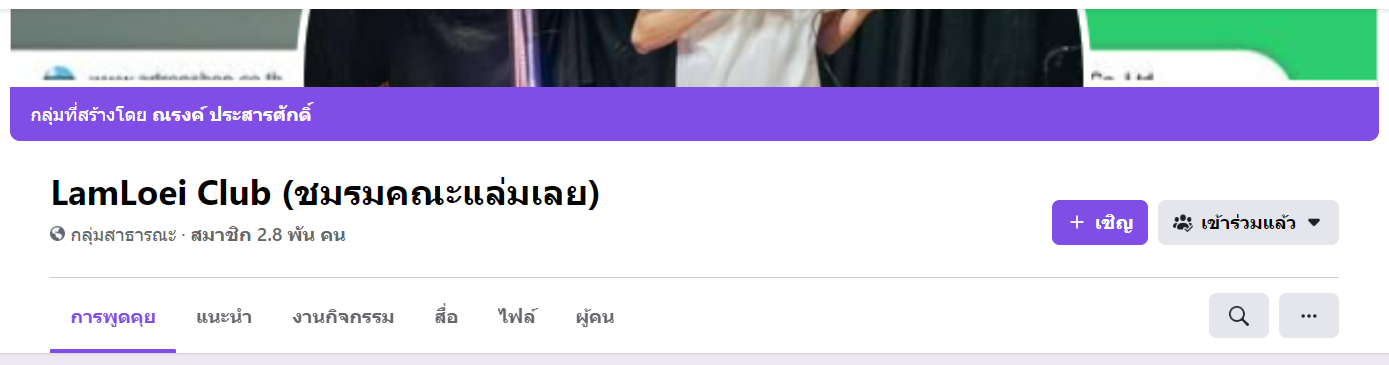 กลุ่มที่สร้างโดย ณรงค์ ประสารศักดิ์
LamLoei Club (ชมรมคณะแล่มเลย)
กลุ่มสาธารณะ · สมาชิก 2.8 พัน คน
+ เชิญ
เข้าร่วมแล้ว
การพูดคุย แนะนำ งานกิจกรรม สื่อ ไฟล์ ผู้คน